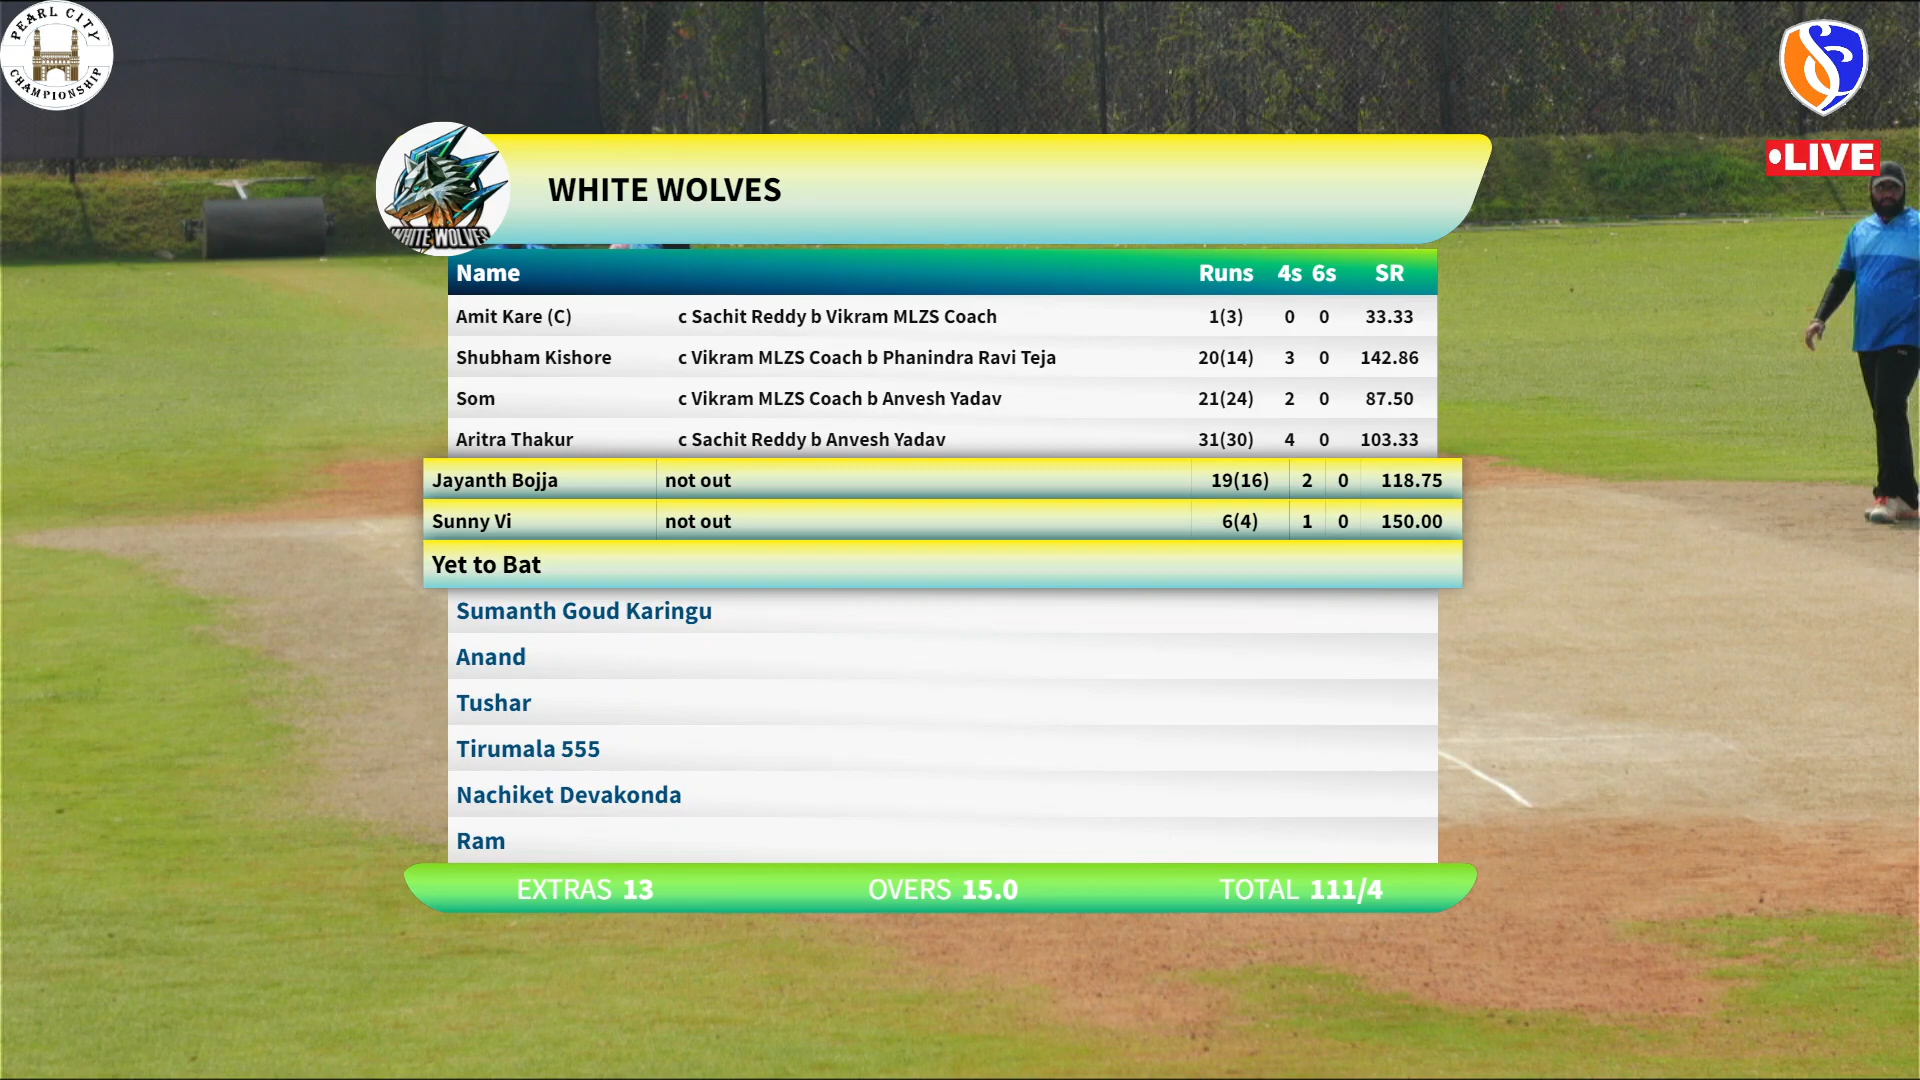 PEARL CITY
CHAMPIONSHIP
LIVE
WHITE WOLVES
WHITE WOLVES
Name Runs 4s 6s SR
Amit Kare (C) c Sachit Reddy b Vikram MLZS Coach 1(3) 0 0 33.33
Shubham Kishore c Vikram MLZS Coach b Phanindra Ravi Teja 20(14) 3 0 142.86
Som c Vikram MLZS Coach b Anvesh Yadav 21(24) 2 0 87.50
Aritra Thakur c Sachit Reddy b Anvesh Yadav 31(30) 4 0 103.33
Jayanth Bojja not out 19(16) 2 0 118.75
Sunny Vi not out 6(4) 1 0 150.00
Yet to Bat
Sumanth Goud Karingu
Anand
Tushar
Tirumala 555
Nachiket Devakonda
Ram
EXTRAS 13 OVERS 15.0 TOTAL 111/4